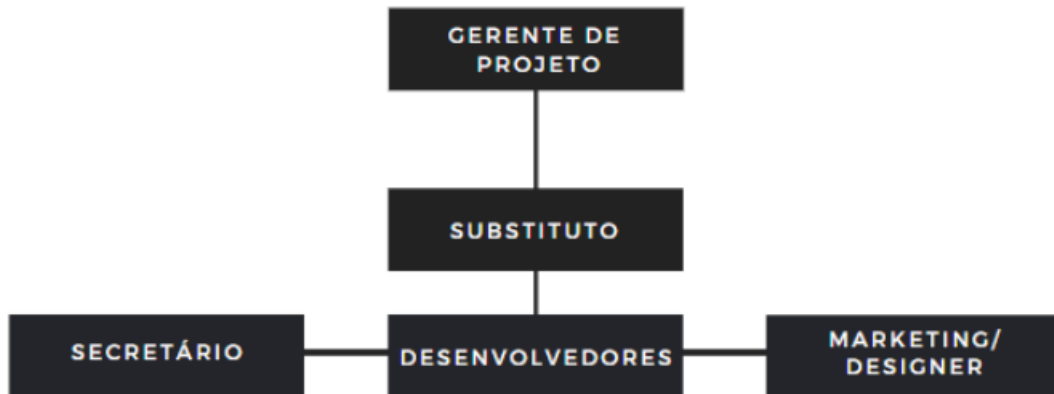 GERENTE DE
PROJETO
SUBSTITUTO
SECRETÁRIO
DESENVOLVEDORES
MARKETING/
DESIGNER